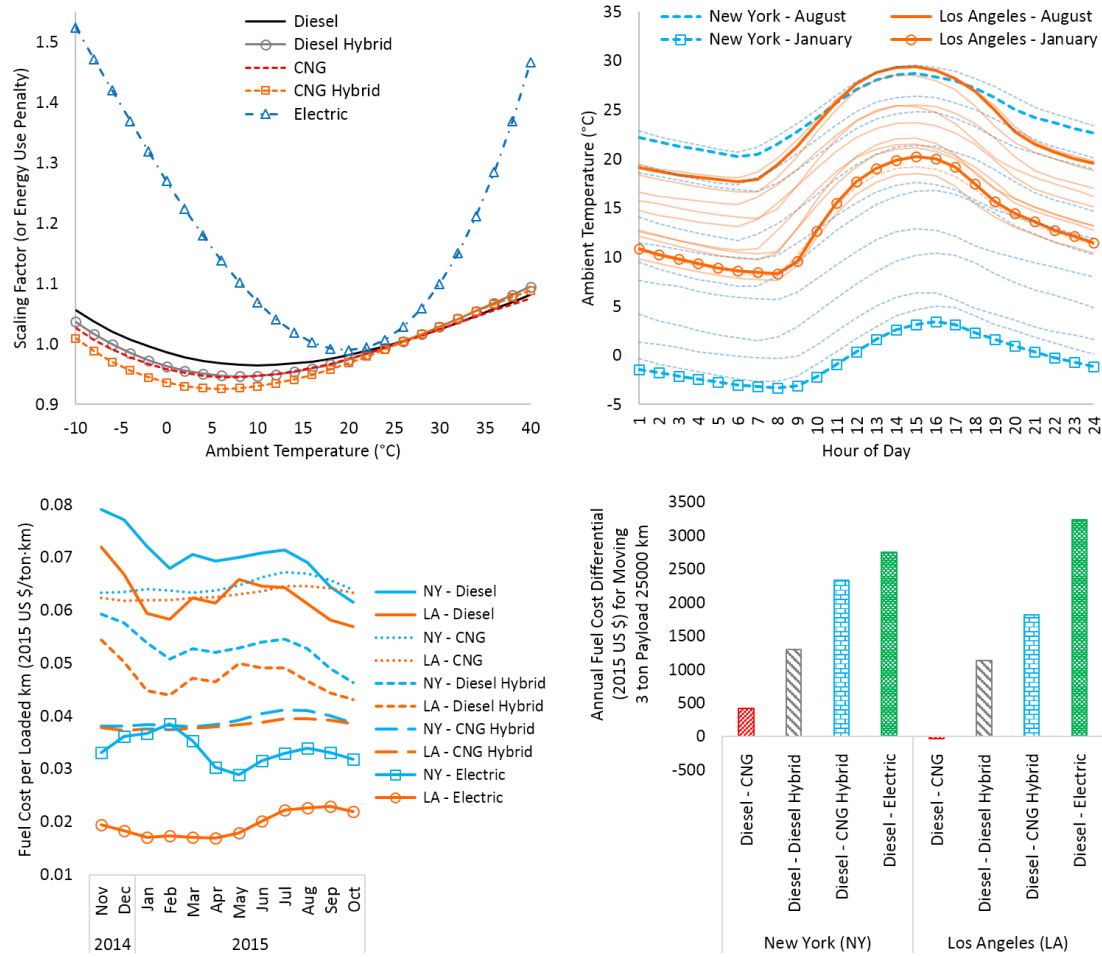 Diesel
Diesel Hybrid
CNG
CNG Hybrid
Electric
Scaling Factor (or Energy Use Penalty)
1.5
1.4
1.3
1.2
1.1
1.0
0.9
-10 -5 0 5 10 15 20 25 30 35 40
Ambient Temperature (°C)
New York - August
Los Angeles - August
New York - January
Los Angeles - January
Ambient Temperature (°C)
35
30
25
20
15
10
5
0
-5
1 2 3 4 5 6 7 8 9 10 11 12 13 14 15 16 17 18 19 20 21 22 23 24
Hour of Day
Fuel Cost per Loaded km (2015 US $/ton·km)
0.08
0.07
0.06
0.05
0.04
0.03
0.02
0.01
Nov Dec Jan Feb Mar Apr May Jun Jul Aug Sep Oct
2014 2015
NY - Diesel
LA - Diesel
NY - CNG
LA - CNG
NY - Diesel Hybrid
LA - Diesel Hybrid
NY - CNG Hybrid
LA - CNG Hybrid
NY - Electric
LA - Electric
Annual Fuel Cost Differential
(2015 US $) for Moving
3 ton Payload 25000 km
3500
3000
2500
2000
1500
1000
500
0
-500
Diesel - CNG
Diesel - Diesel Hybrid
Diesel - CNG Hybrid
Diesel - Electric
Diesel - CNG
Diesel - Diesel Hybrid
Diesel - CNG Hybrid
Diesel - Electric
New York (NY)
Los Angeles (LA)